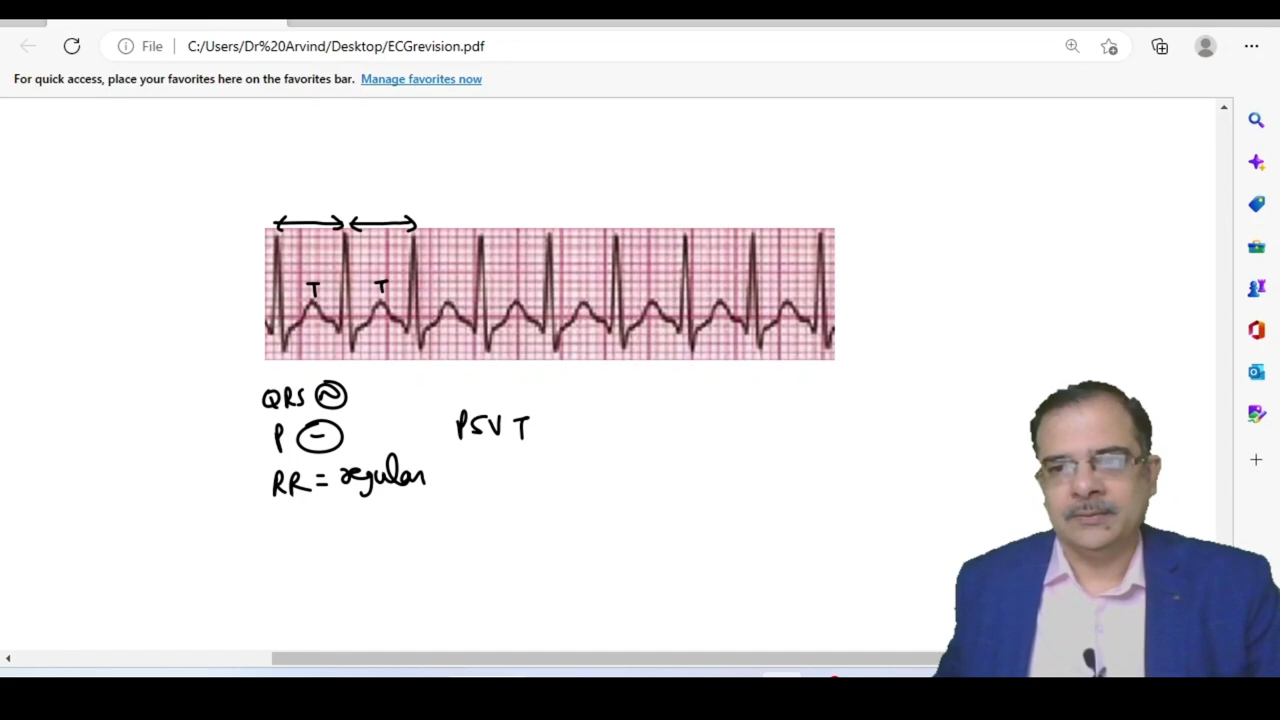 File
C:/Users/Dr%20Arvind/Desktop/ECGrevision.pdf
For quick access, place your favorites here on the favorites bar. Manage favorites now
T T
QRS N
P -
RR = regular
PSVT